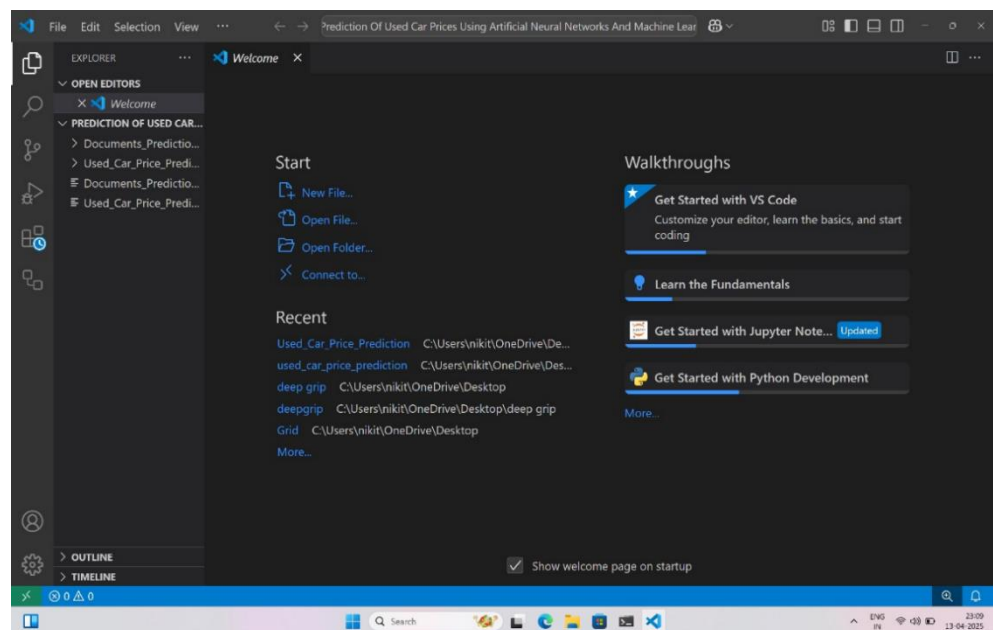 File Edit Selection View ··· Prediction Of Used Car Prices Using Artificial Neural Networks And Machine Lear
EXPLORER ···
Welcome
OPEN EDITORS
Welcome
PREDICTION OF USED CAR...
Documents_Predictio...
Used_Car_Price_Predi...
Documents_Predictio...
Used_Car_Price_Predi...
OUTLINE
TIMELINE
Start
New File...
Open File...
Open Folder...
Connect to...
Recent
Used_Car_Price_Prediction C:\Users\nikit\OneDrive\De...
used_car_price_prediction C:\Users\nikit\OneDrive\Des...
deep grip C:\Users\nikit\OneDrive\Desktop
deepgrip C:\Users\nikit\OneDrive\Desktop\deep grip
Grid C:\Users\nikit\OneDrive\Desktop
More...
Walkthroughs
Get Started with VS Code
Customize your editor, learn the basics, and start
coding
Learn the Fundamentals
Get Started with Jupyter Note... Updated
Get Started with Python Development
More...
Show welcome page on startup
0 0
Search
ENG
IN
23:09
13-04-2025